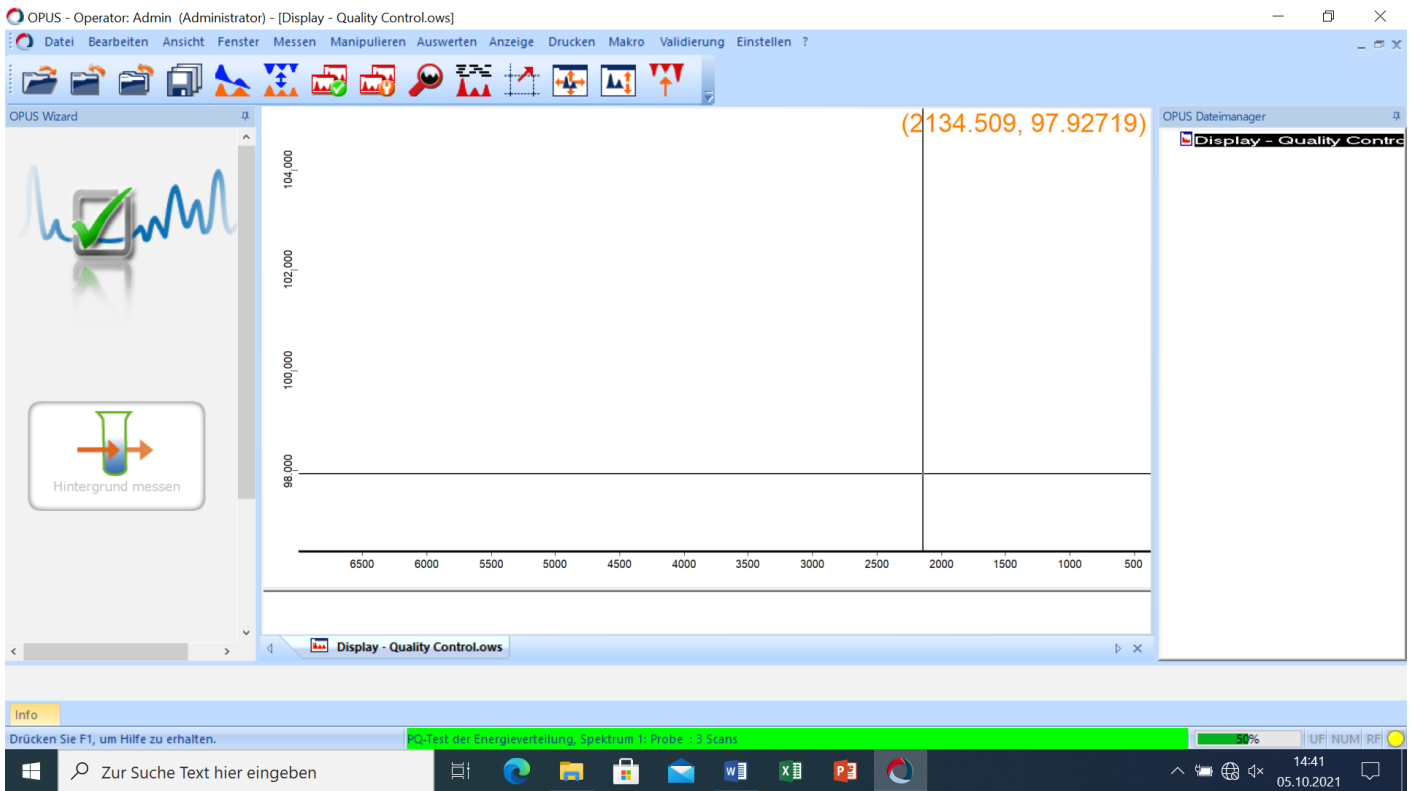 OPUS - Operator: Admin (Administrator) - [Display - Quality Control.ows]
Datei Bearbeiten Ansicht Fenster Messen Manipulieren Auswerten Anzeige Drucken Makro Validierung Einstellen ?
OPUS Wizard
Hintergrund messen
(2134.509, 97.92719)
104,000
102,000
100,000
98.000
6500 6000 5500 5000 4500 4000 3500 3000 2500 2000 1500 1000 500
Display - Quality Control.ows
OPUS Dateimanager
Display - Quality Contro
Info
Drücken Sie F1, um Hilfe zu erhalten.
PQ-Test der Energieverteilung, Spektrum 1: Probe : 3 Scans
50%
UF NUM RF
Zur Suche Text hier eingeben
14:41
05.10.2021